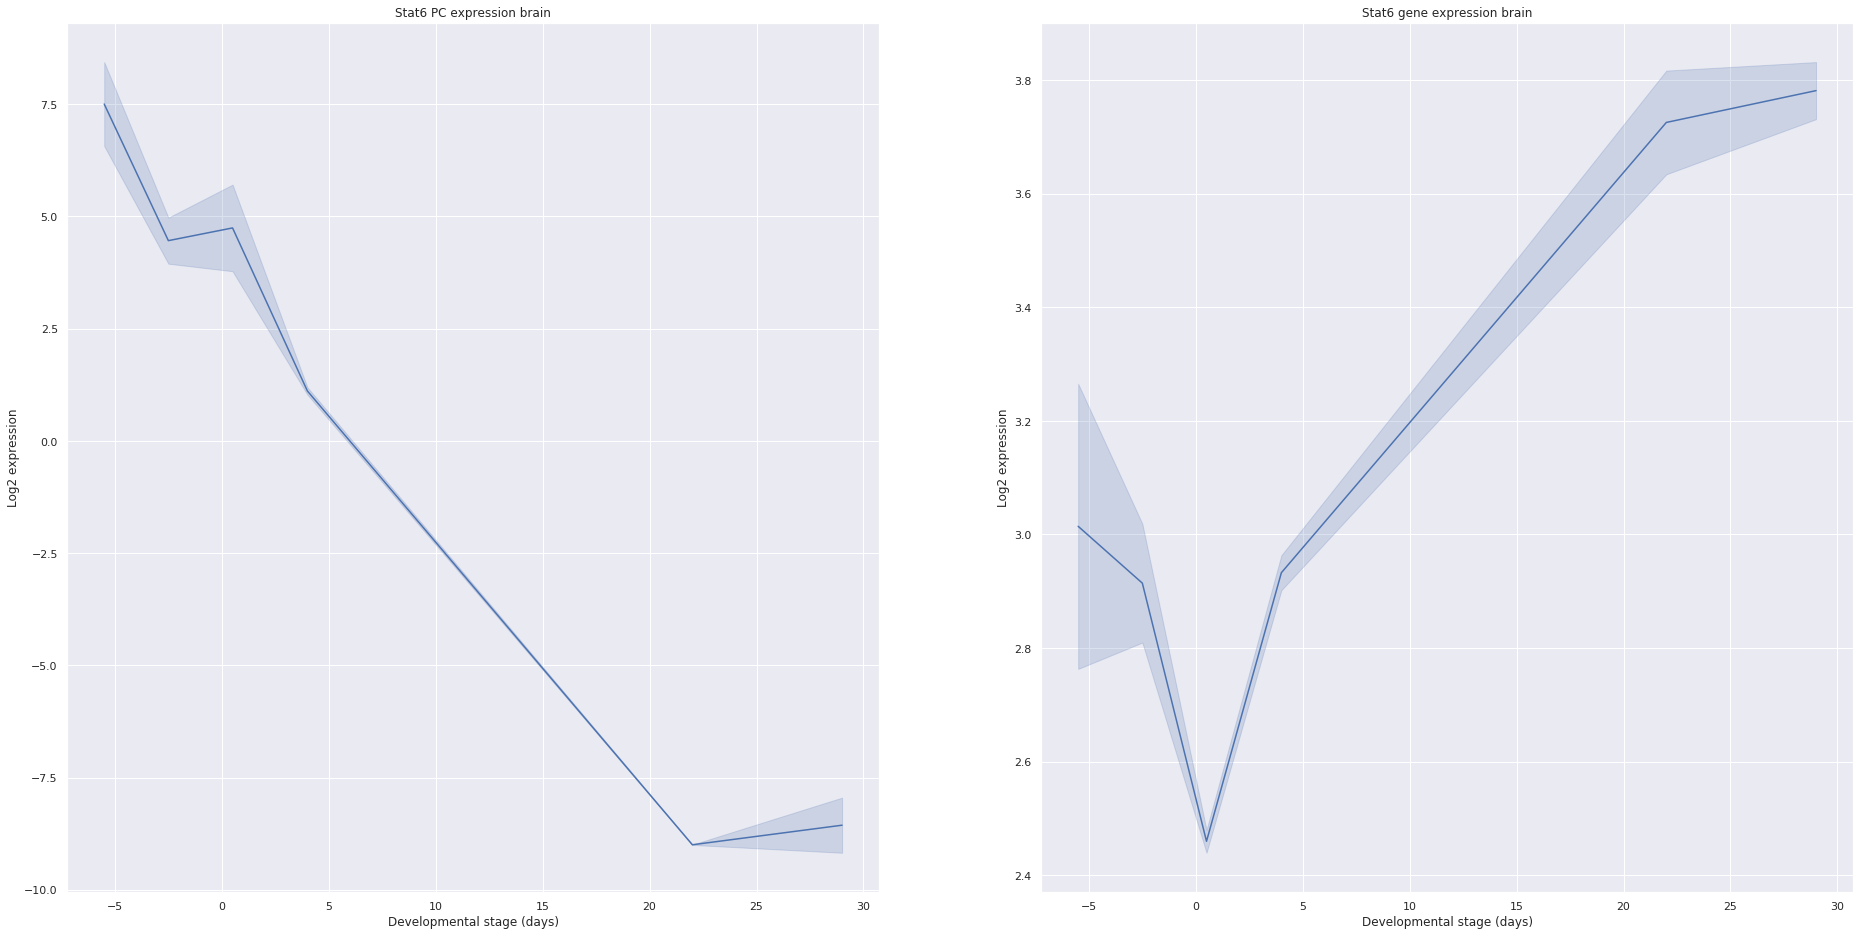 Stat6 PC expression brain
Log2 expression
7.5
5.0
2.5
0.0
−2.5
−5.0
−7.5
−10.0
−5 0 5 10 15 20 25 30
Developmental stage (days)
Stat6 gene expression brain
Log2 expression
3.8
3.6
3.4
3.2
3.0
2.8
2.6
2.4
−5 0 5 10 15 20 25 30
Developmental stage (days)